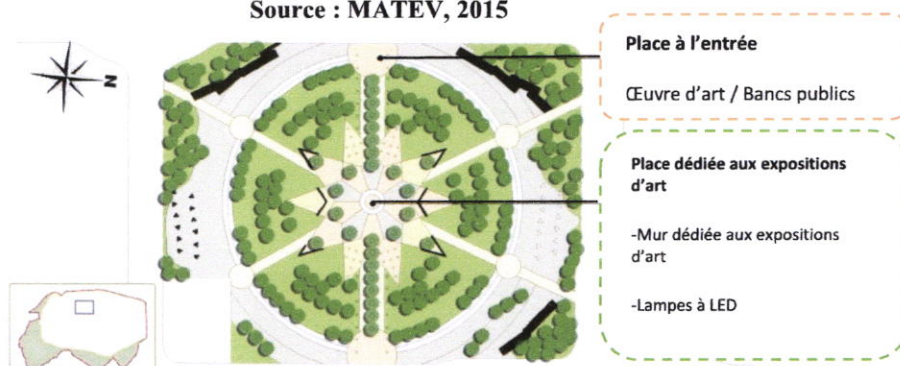 Source : MATEV, 2015
N
Place à l'entrée
Œuvre d'art / Bancs publics
Place dédiée aux expositions
d'art
-Mur dédiée aux expositions
d'art
-Lampes à LED